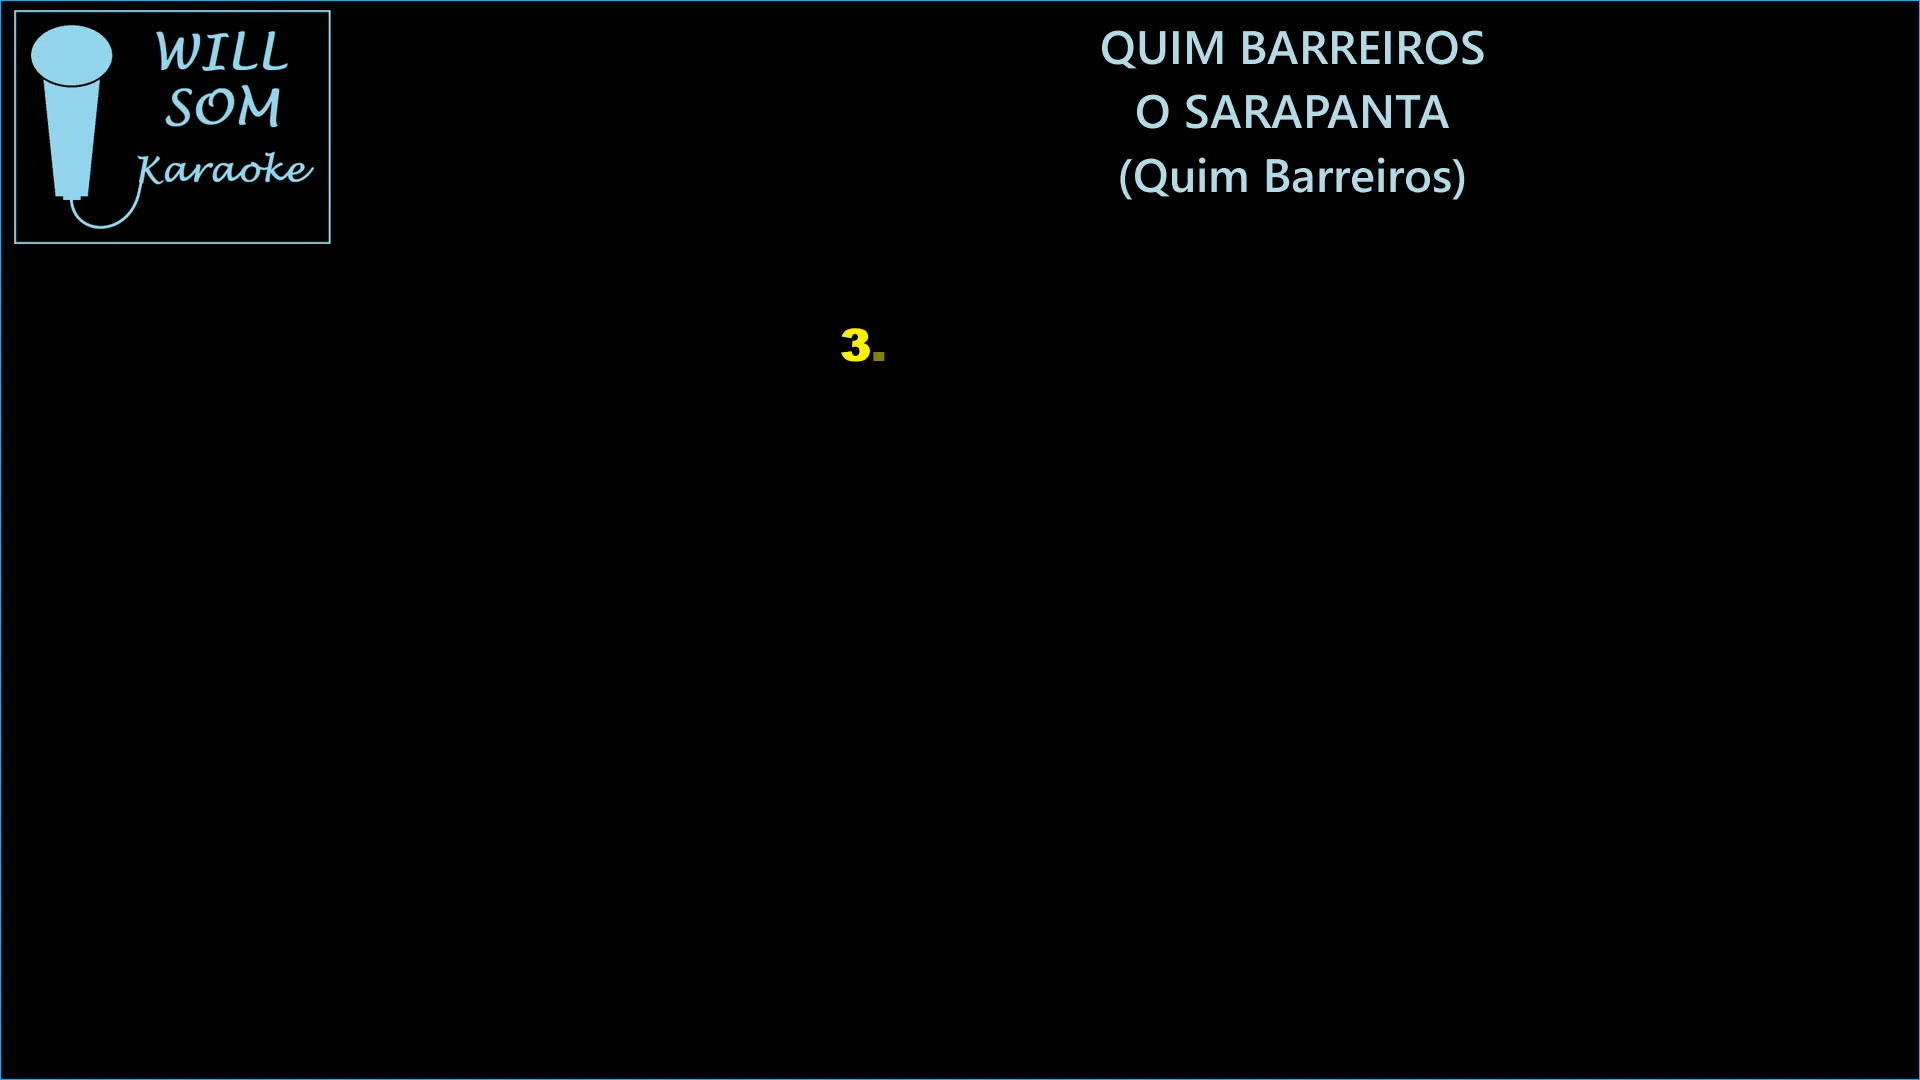 WILL
SOM
Karaoke
QUIM BARREIROS
O SARAPANTA
(Quim Barreiros)
3.